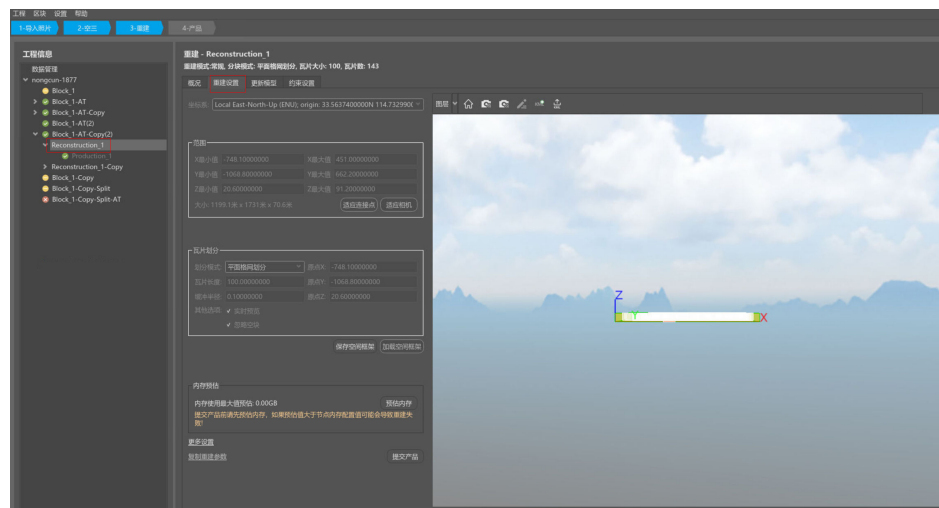 工程 区块 设置 帮助
1-导入照片 2-空三 3-重建 4-产品
工程信息
数据管理
nongcun-1877
Block_1
Block_1-AT
Block_1-AT-Copy
Block_1-AT(2)
Block_1-AT-Copy(2)
Reconstruction_1
Production_1
Reconstruction_1-Copy
Block_1-Copy
Block_1-Copy-Split
Block_1-Copy-Split-AT
重建 - Reconstruction_1
重建模式:常规, 分块模式: 平面格网划分, 瓦片大小: 100, 瓦片数: 143
概况 重建设置 更新模型 约束设置
坐标系: Local East-North-Up (ENU); origin: 33.5637400000N 114.732990(
图层
范围
X最小值 -748.10000000 X最大值 451.00000000
Y最小值 -1068.80000000 Y最大值 662.20000000
Z最小值 20.60000000 Z最大值 91.20000000
大小: 1199.1米 x 1731米 x 70.6米 适应连接点 适应相机
瓦片划分
划分模式: 平面格网划分 原点X -748.10000000
瓦片长度: 100.00000000 原点Y -1068.80000000
缓冲半径: 0.10000000 原点Z 20.60000000
其他选项: 实时预览
忽略空块
保存空间框架 加载空间框架
内存预估
内存使用最大值预估: 0.00GB 预估内存
提交产品前请先预估内存，如果预估值大于节点内存配置值可能会导致重建失
败!
更多设置
复制重建参数 提交产品
Z
Y
X